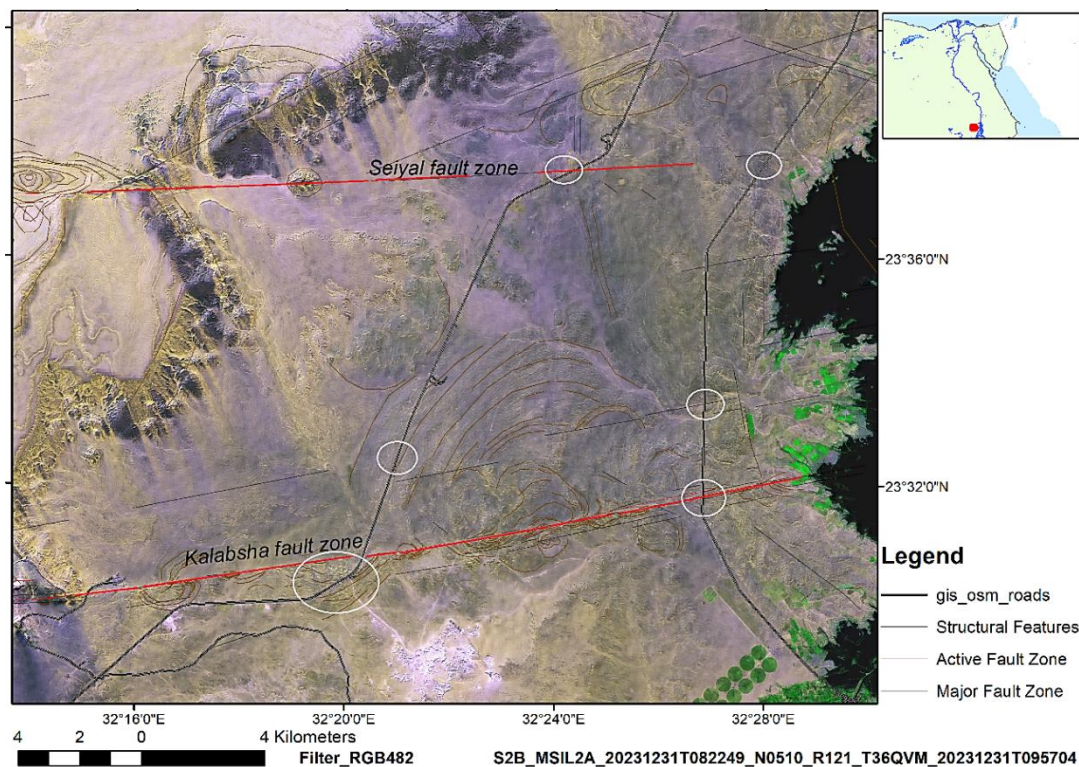 Seiyal fault zone
23°36'0"N
23°32'0"N
Kalabsha fault zone
Legend
gis_osm_roads
Structural Features
Active Fault Zone
Major Fault Zone
32°16'0"E
32°20'0"E
32°24'0"E
32°28'0"E
4 2 0 4 Kilometers
Filter_RGB482
S2B_MSIL2A_20231231T082249_N0510_R121_T36QVM_20231231T095704